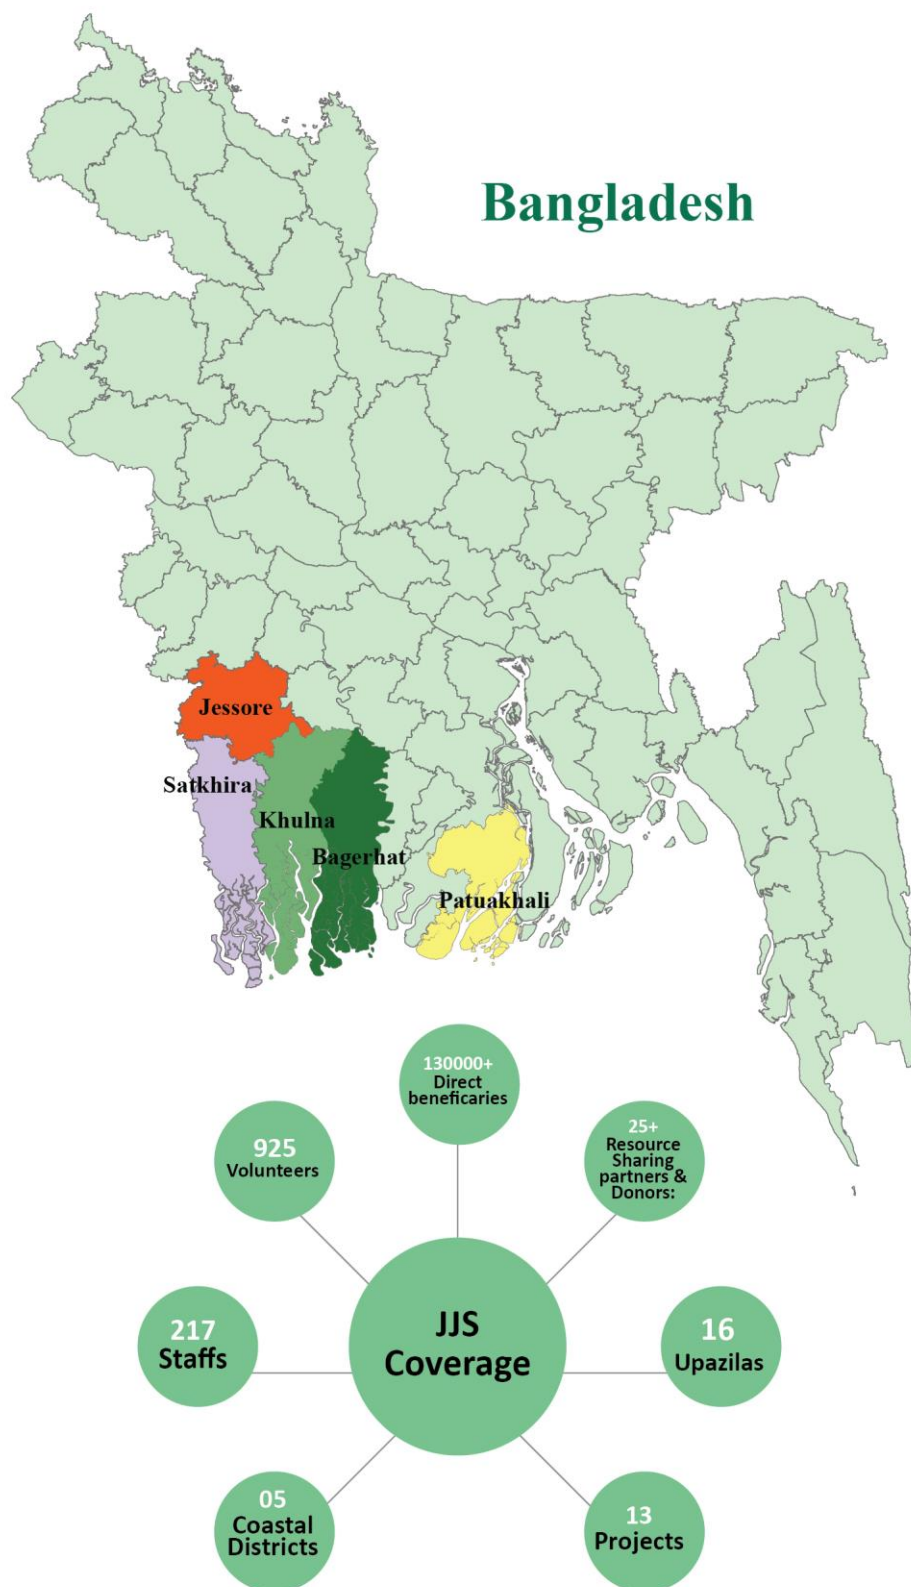 Bangladesh
Jessore
Satkhira
Khulna
Bagerhat
Patuakhali
130000+
Direct
beneficaries
925
Volunteers
25+
Resource
Sharing
partners &
Donors:
JJS
Coverage
217
Staffs
16
Upazilas
05
Coastal
Districts
13
Projects